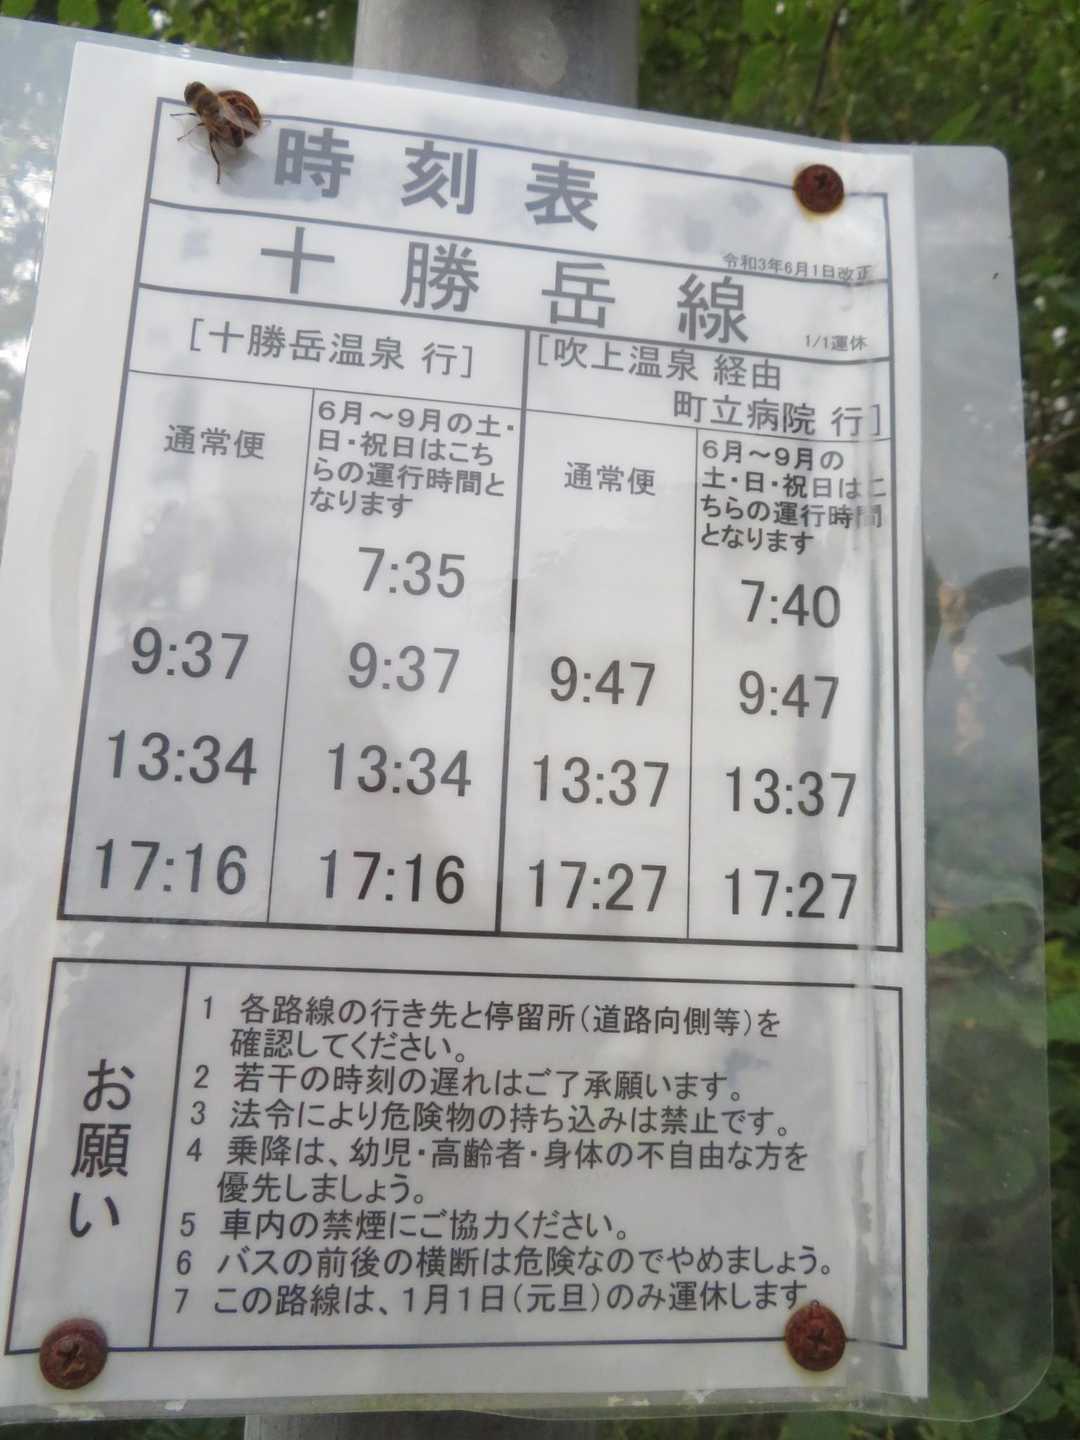 時刻表
令和3年6月1日改正
十勝岳線
1/1運休
[十勝岳温泉 行]
通常便
6月～9月の土・
日・祝日はこち
らの運行時間と
なります
7:35
9:37 9:37
13:34 13:34
17:16 17:16
[吹上温泉 経由
町立病院 行]
通常便
6月～9月の
土・日・祝日はこ
ちらの運行時間
となります
7:40
9:47 9:47
13:37 13:37
17:27 17:27
お願い
1 各路線の行き先と停留所(道路向側等)を
確認してください。
2 若干の時刻の遅れはご了承願います。
3 法令により危険物の持ち込みは禁止です。
4 乗降は、幼児・高齢者・身体の不自由な方を
優先しましょう。
5 車内の禁煙にご協力ください。
6 バスの前後の横断は危険なのでやめましょう。
7 この路線は、1月1日(元旦)のみ運休します。